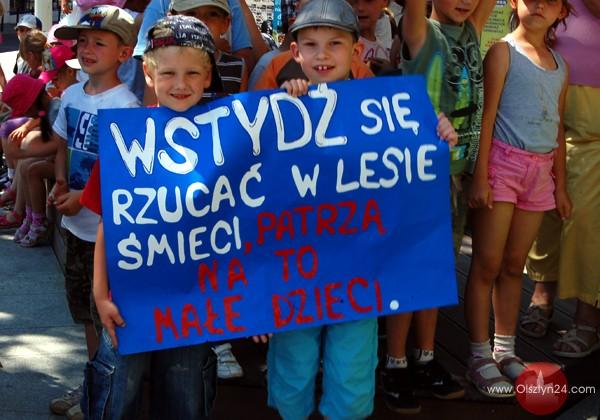 WSTYDŹ SIĘ
RZUCAĆ W LESIE
ŚMIECI, PATRZĄ
NA TO
MAŁE DZIECI.
www.Olsztyn24.com